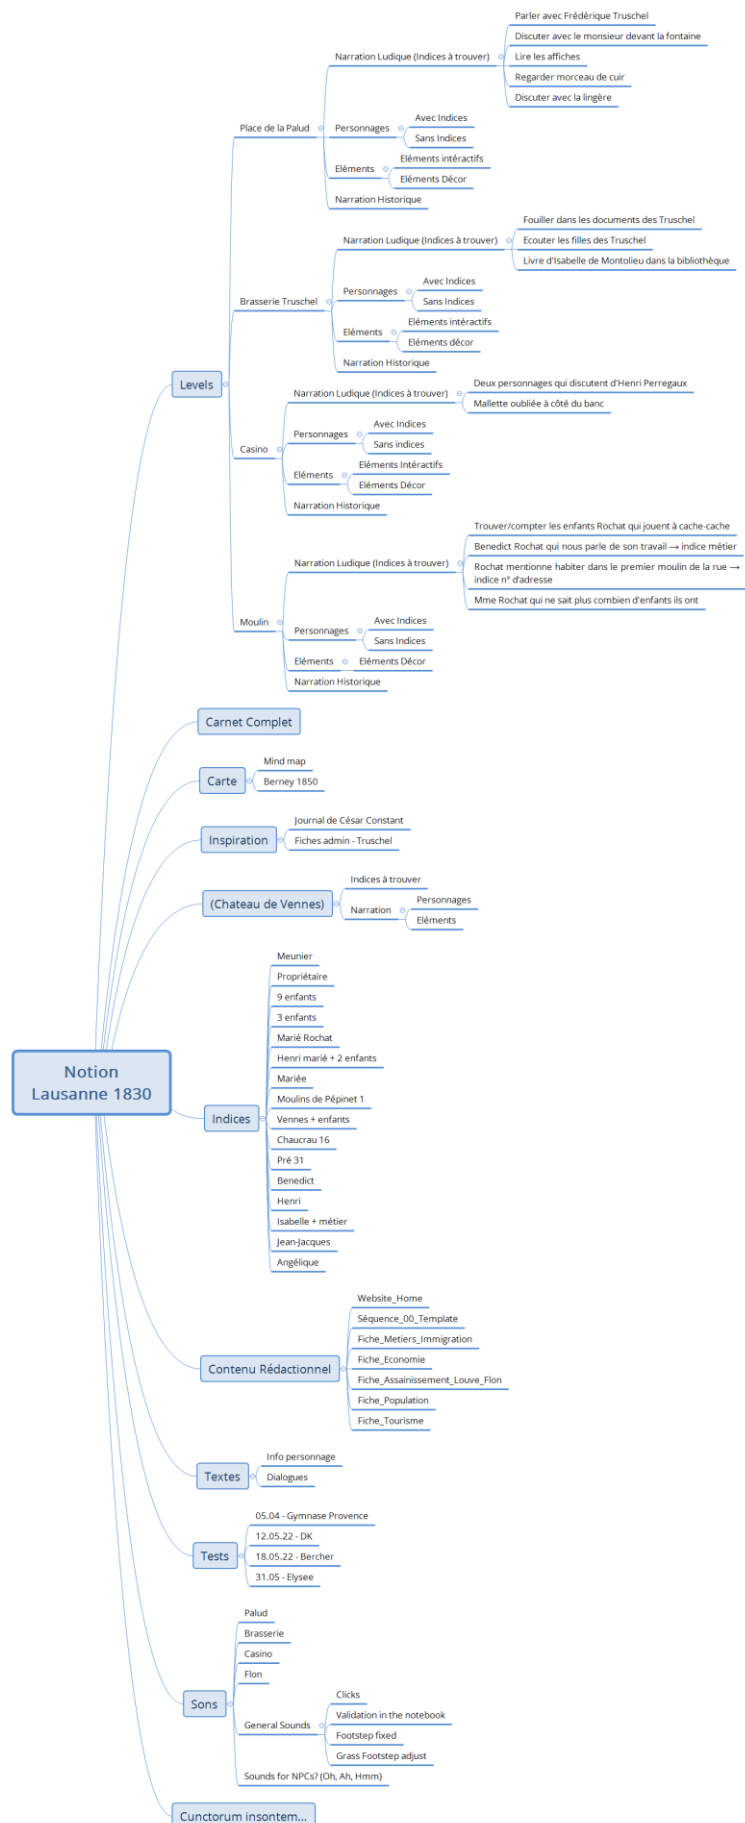 Notion
Lausanne 1830
Levels
Place de la Palud
Narration Ludique (Indices à trouver)
Parler avec Frédérique Truschel
Discuter avec le monsieur devant la fontaine
Lire les affiches
Regarder morceau de cuir
Discuter avec la lingère
Personnages
Avec Indices
Sans Indices
Eléments
Eléments intéractifs
Eléments Décor
Narration Historique
Brasserie Truschel
Narration Ludique (Indices à trouver)
Fouiller dans les documents des Truschel
Ecouter les filles des Truschel
Livre d'Isabelle de Montolieu dans la bibliothèque
Personnages
Avec Indices
Sans Indices
Eléments
Eléments intéractifs
Eléments décor
Narration Historique
Casino
Narration Ludique (Indices à trouver)
Deux personnages qui discutent d'Henri Perregaux
Mallette oubliée à côté du banc
Personnages
Avec Indices
Sans indices
Eléments
Eléments Intéractifs
Eléments Décor
Narration Historique
Moulin
Narration Ludique (Indices à trouver)
Trouver/compter les enfants Rochat qui jouent à cache-cache
Benedict Rochat qui nous parle de son travail → indice métier
Rochat mentionne habiter dans le premier moulin de la rue →
indice n° d'adresse
Mme Rochat qui ne sait plus combien d'enfants ils ont
Personnages
Avec Indices
Sans Indices
Eléments
Eléments Décor
Narration Historique
Carnet Complet
Carte
Mind map
Berney 1850
Inspiration
Journal de César Constant
Fiches admin - Truschel
(Chateau de Vennes)
Indices à trouver
Narration
Personnages
Eléments
Indices
Meunier
Propriétaire
9 enfants
3 enfants
Marié Rochat
Henri marié + 2 enfants
Mariée
Moulins de Pépinet 1
Vennes + enfants
Chaucrau 16
Pré 31
Benedict
Henri
Isabelle + métier
Jean-Jacques
Angélique
Contenu Rédactionnel
Website_Home
Séquence_00_Template
Fiche_Metiers_Immigration
Fiche_Economie
Fiche_Assainissement_Louve_Flon
Fiche_Population
Fiche_Tourisme
Textes
Info personnage
Dialogues
Tests
05.04 - Gymnase Provence
12.05.22 - DK
18.05.22 - Bercher
31.05 - Elysee
Sons
Palud
Brasserie
Casino
Flon
General Sounds
Clicks
Validation in the notebook
Footstep fixed
Grass Footstep adjust
Sounds for NPCs? (Oh, Ah, Hmm)
Cunctorum insontem...